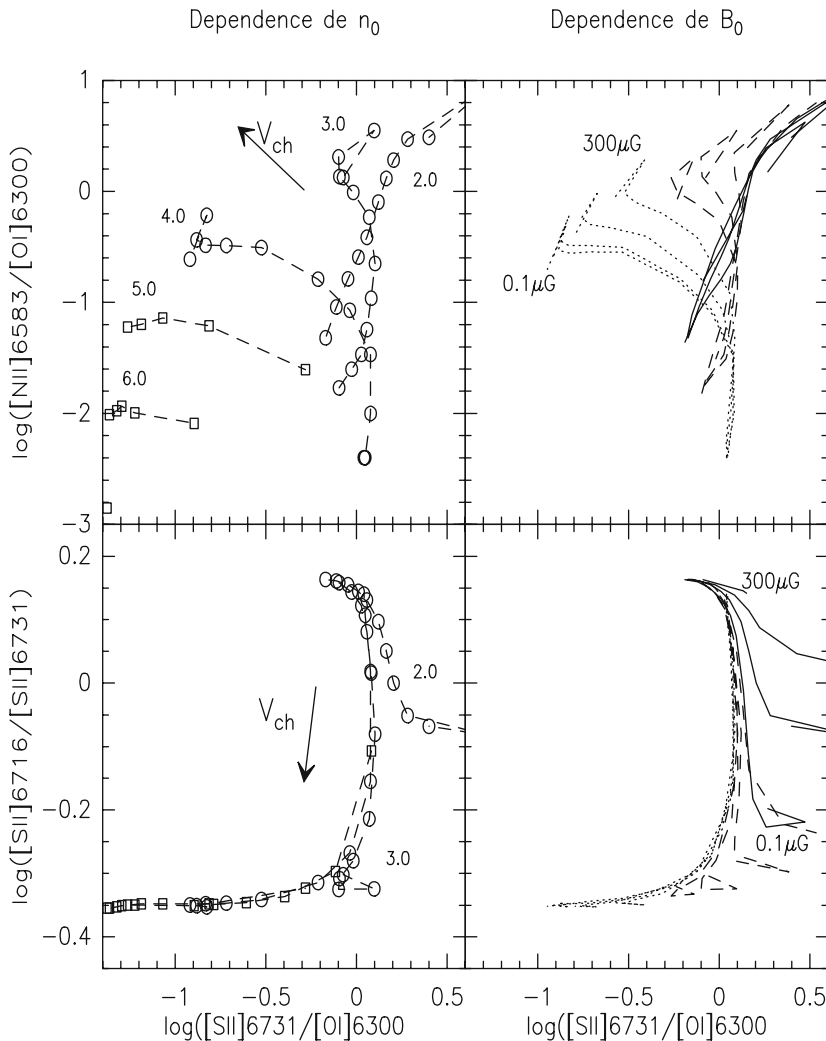 Dependence de n0
Dependence de B0
log([NII]6583/[OI]6300)
1
0
−1
−2
−3
Vch
3.0
2.0
4.0
5.0
6.0
300μG
0.1μG
log([SII]6716/[SII]6731)
0.2
0
−0.2
−0.4
Vch
2.0
3.0
300μG
0.1μG
−1
−0.5
0
0.5
−1
−0.5
0
0.5
log([SII]6731/[OI]6300
log([SII]6731/[OI]6300